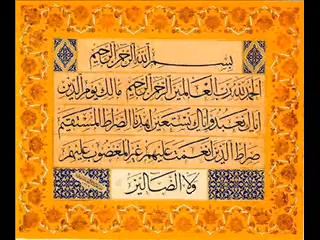 بسم الله الرحمن الرحيم
الحمد لله رب العالمين الرحمن الرحيم مالك يوم الدين
اياك نعبد واياك نستعين اهدنا الصراط المستقيم
صراط الذين انعمت عليهم غير المغضوب عليهم
ولا الضالين